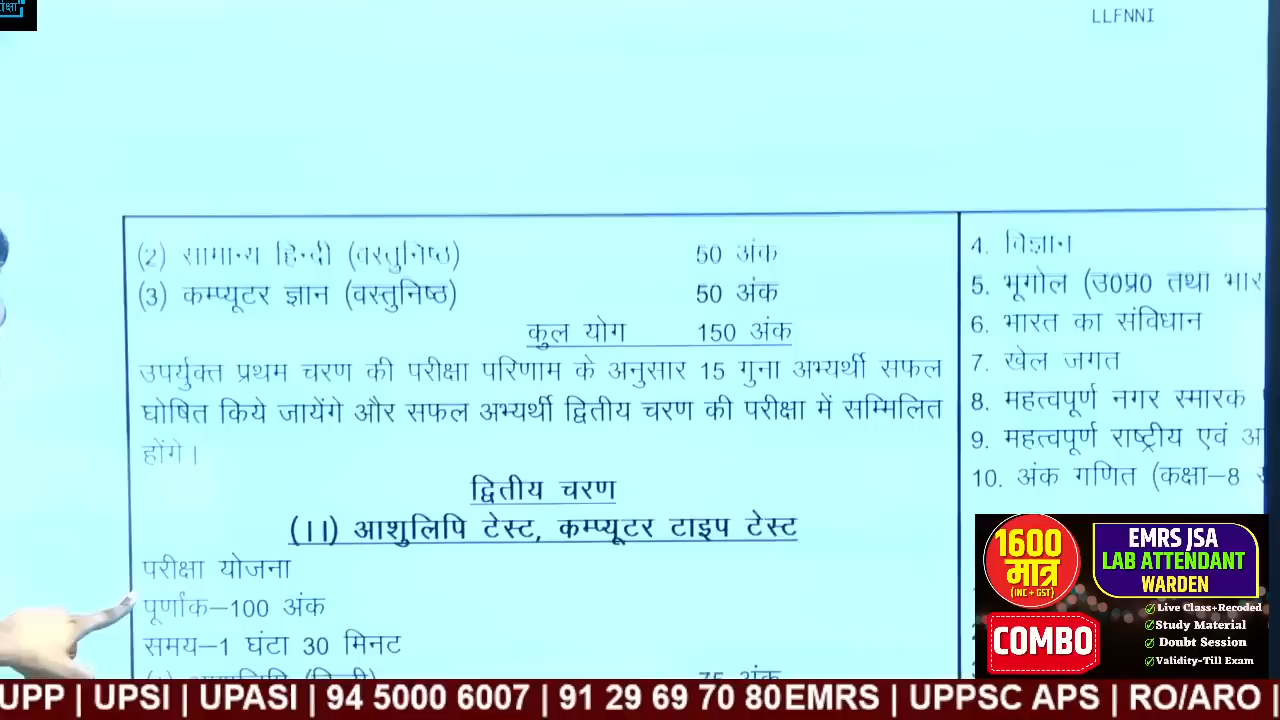 LLFNNI
(2) सामान्य हिन्दी (वस्तुनिष्ठ) 50 अंक
(3) कम्प्यूटर ज्ञान (वस्तुनिष्ठ) 50 अंक
कुल योग 150 अंक
उपर्युक्त प्रथम चरण की परीक्षा परिणाम के अनुसार 15 गुना अभ्यर्थी सफल
घोषित किये जायेंगे और सफल अभ्यर्थी द्वितीय चरण की परीक्षा में सम्मिलित
होंगे।
द्वितीय चरण
(II) आशुलिपि टेस्ट, कम्प्यूटर टाइप टेस्ट
परीक्षा योजना
पूर्णांक–100 अंक
समय–1 घंटा 30 मिनट
75 अंक
4. विज्ञान
5. भूगोल (उ0प्र0 तथा
6. भारत का संविधान
7. खेल जगत
8. महत्वपूर्ण नगर स्मारक
9. महत्वपूर्ण राष्ट्रीय एवं
10. अंक गणित (कक्षा–8
1600
मात्र
(INC + GST)
COMBO
EMRS JSA
LAB ATTENDANT
WARDEN
Live Class+Recoded
Study Material
Doubt Session
Validity-Till Exam
UPP | UPSI | UPASI | 94 5000 6007 | 91 29 69 70 80 EMRS | UPPSC APS | RO/ARO |